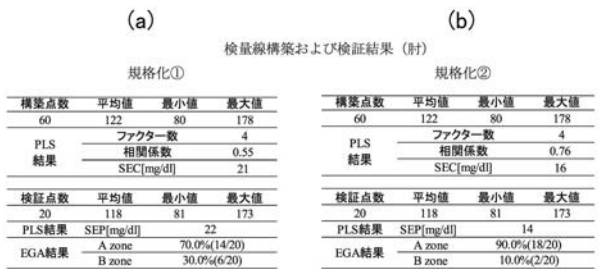 (a) (b)
検量線構築および検証結果（肘）
規格化① 規格化②
構築点数 平均値 最小値 最大値
60 122 80 178
PLS結果 ファクター数 4
相関係数 0.55
SEC[mg/dl] 21
検証点数 平均値 最小値 最大値
20 118 81 173
PLS結果 SEP[mg/dl] 22
EGA結果 A zone 70.0%(14/20)
B zone 30.0%(6/20)
構築点数 平均値 最小値 最大値
60 122 80 178
PLS結果 ファクター数 4
相関係数 0.76
SEC[mg/dl] 16
検証点数 平均値 最小値 最大値
20 118 81 173
PLS結果 SEP[mg/dl] 14
EGA結果 A zone 90.0%(18/20)
B zone 10.0%(2/20)